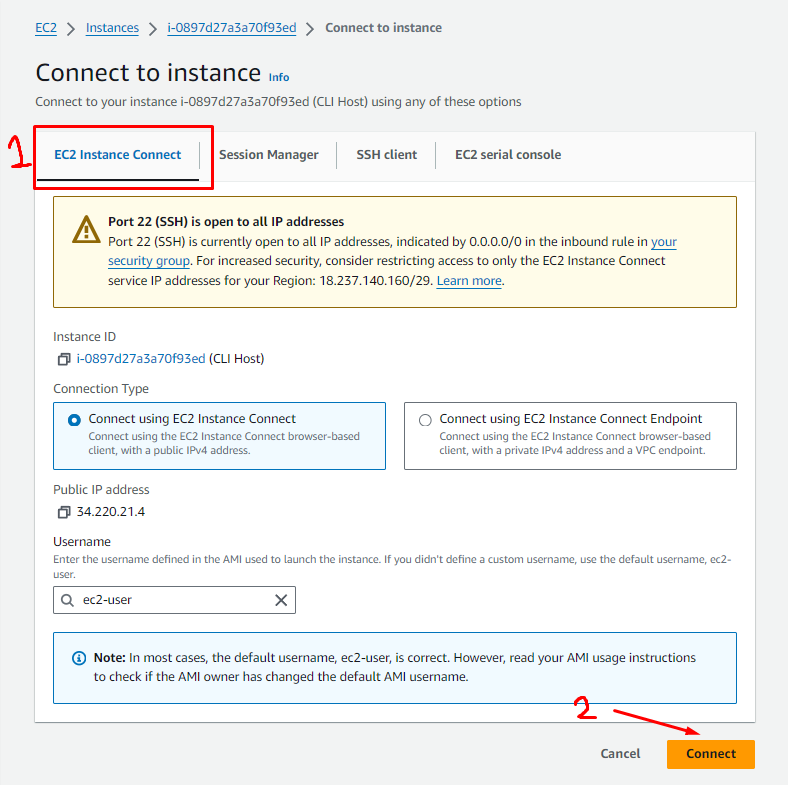 EC2 > Instances > i-0897d27a3a70f93ed > Connect to instance
Connect to instance Info
Connect to your instance i-0897d27a3a70f93ed (CLI Host) using any of these options
1
EC2 Instance Connect
Session Manager
SSH client
EC2 serial console
Port 22 (SSH) is open to all IP addresses
Port 22 (SSH) is currently open to all IP addresses, indicated by 0.0.0.0/0 in the inbound rule in your
security group. For increased security, consider restricting access to only the EC2 Instance Connect
service IP addresses for your Region: 18.237.140.160/29. Learn more.
Instance ID
i-0897d27a3a70f93ed (CLI Host)
Connection Type
Connect using EC2 Instance Connect
Connect using the EC2 Instance Connect browser-based
client, with a public IPv4 address.
Connect using EC2 Instance Connect Endpoint
Connect using the EC2 Instance Connect browser-based
client, with a private IPv4 address and a VPC endpoint.
Public IP address
34.220.21.4
Username
Enter the username defined in the AMI used to launch the instance. If you didn't define a custom username, use the default username, ec2-
user.
ec2-user
Note: In most cases, the default username, ec2-user, is correct. However, read your AMI usage instructions
to check if the AMI owner has changed the default AMI username.
2
Cancel
Connect